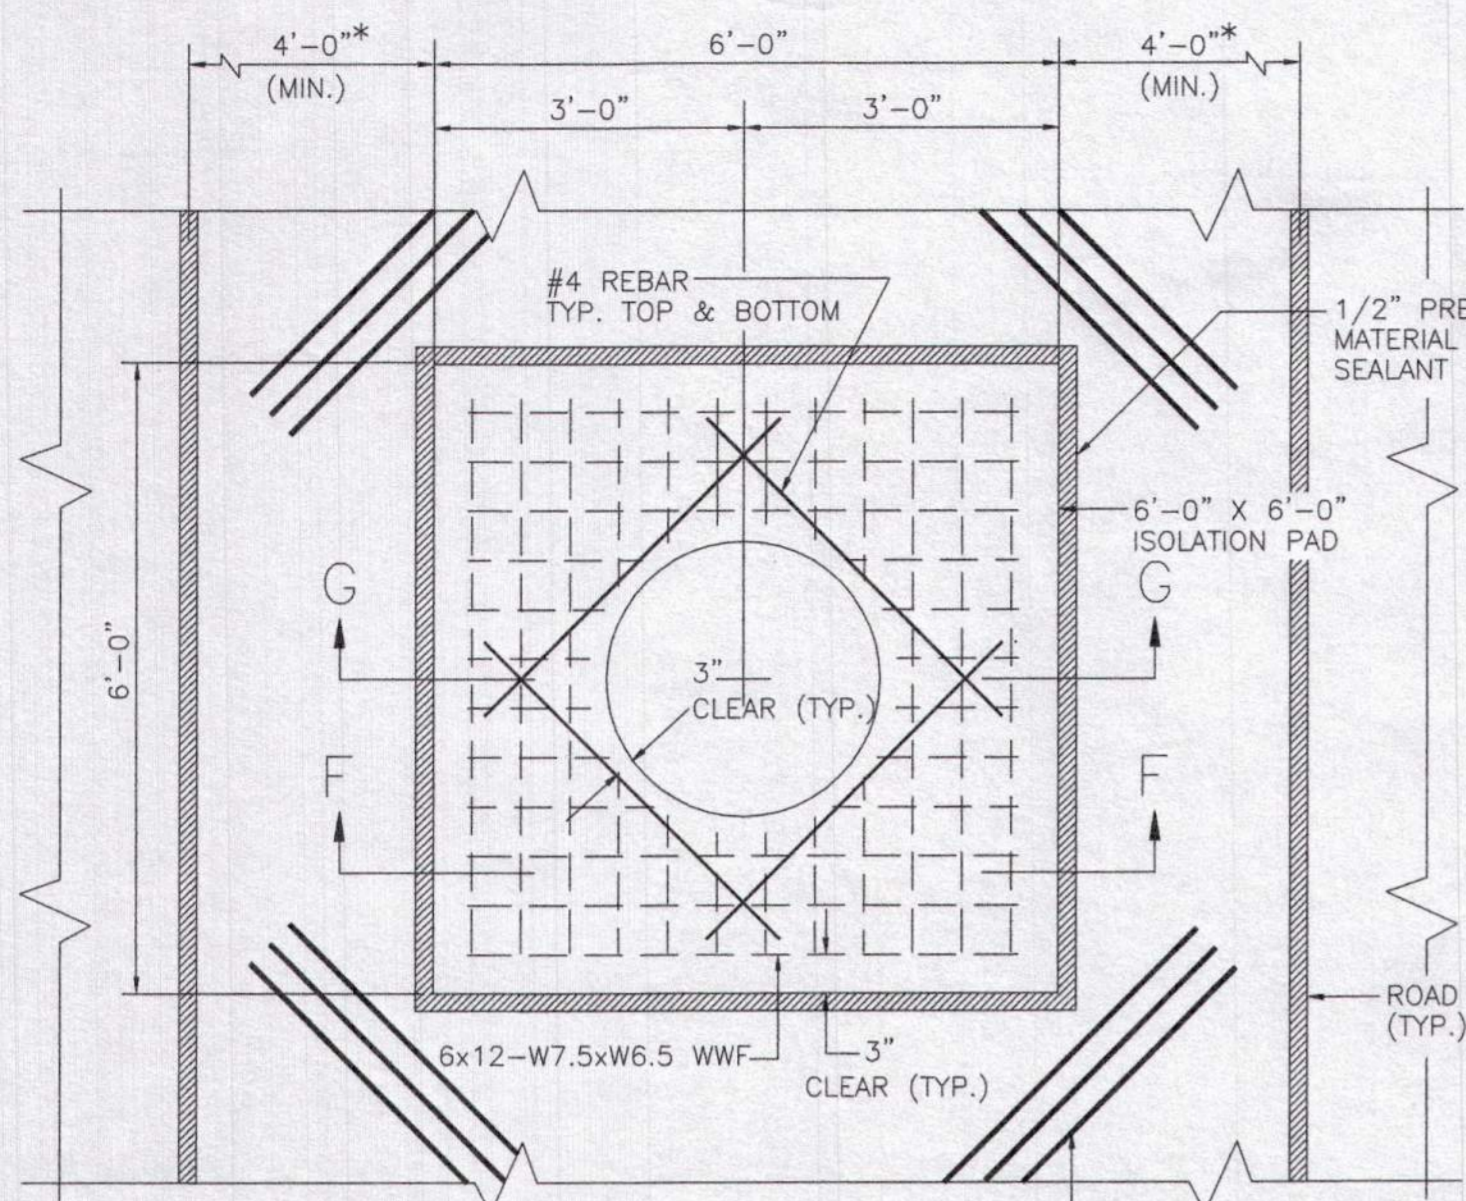 4'-0"*
(MIN.)
6'-0"
4'-0"*
(MIN.)
3'-0"
3'-0"
#4 REBAR
TYP. TOP & BOTTOM
1/2" PRE
MATERIAL
SEALANT
6'-0" X 6'-0"
ISOLATION PAD
G
G
6'-0"
3"
CLEAR (TYP.)
F
F
ROAD
(TYP.)
6x12-W7.5xW6.5 WWF
3"
CLEAR (TYP.)